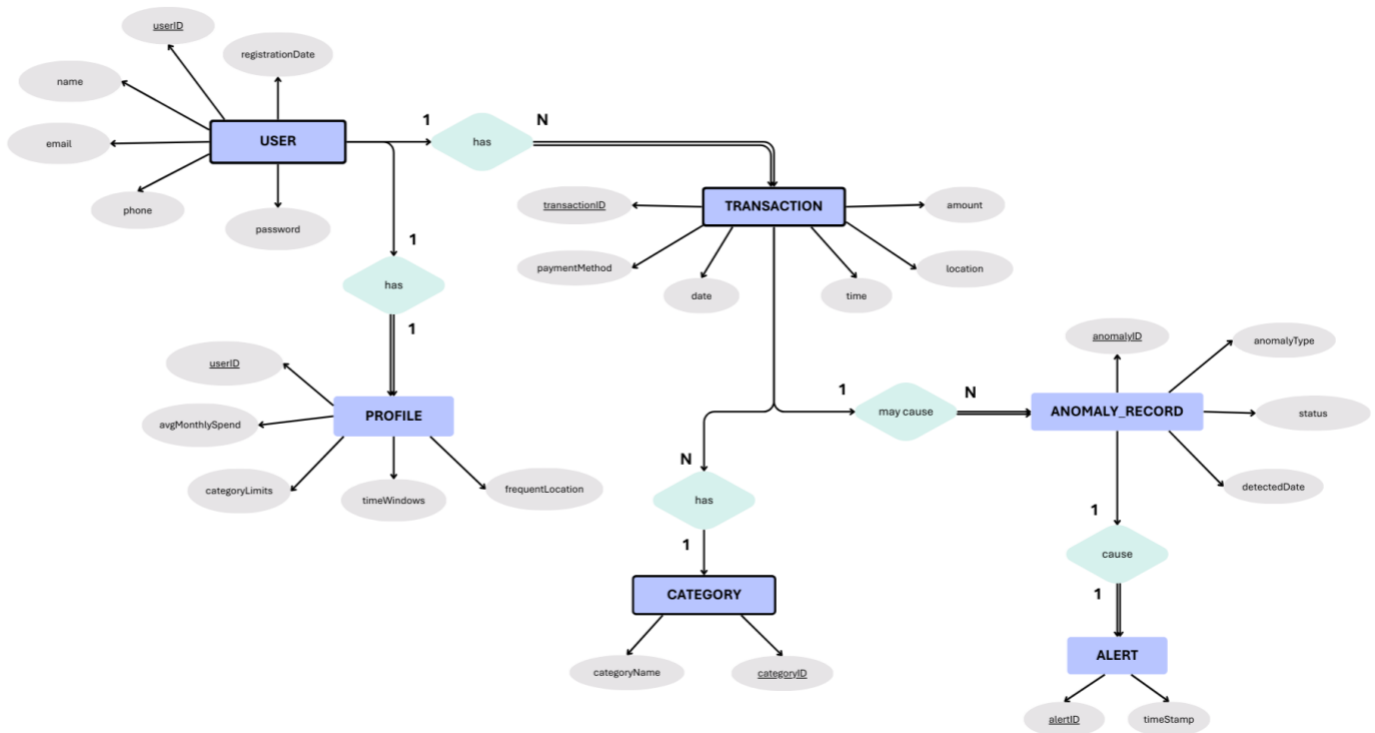 userID
registrationDate
name
email
phone
password
USER
1
has
N
1
has
1
transactionID
TRANSACTION
amount
paymentMethod
date
time
location
userID
PROFILE
avgMonthlySpend
categoryLimits
timeWindows
frequentLocation
1
may cause
N
anomalyID
anomalyType
ANOMALY_RECORD
status
detectedDate
N
has
1
CATEGORY
categoryName
categoryID
1
cause
1
ALERT
alertID
timeStamp